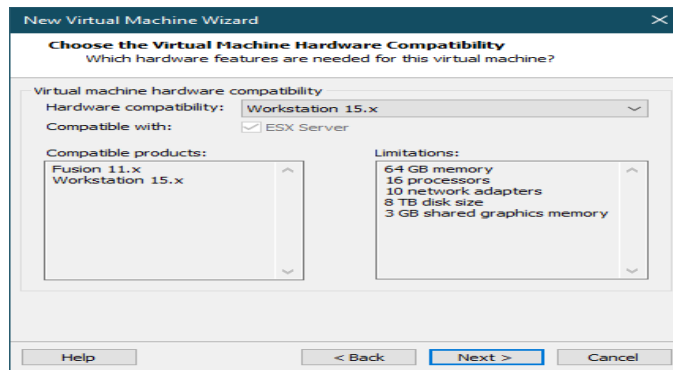 New Virtual Machine Wizard
Choose the Virtual Machine Hardware Compatibility
Which hardware features are needed for this virtual machine?
Virtual machine hardware compatibility
Hardware compatibility: Workstation 15.x
Compatible with: ESX Server
Compatible products:
Fusion 11.x
Workstation 15.x
Limitations:
64 GB memory
16 processors
10 network adapters
8 TB disk size
3 GB shared graphics memory
Help < Back Next > Cancel